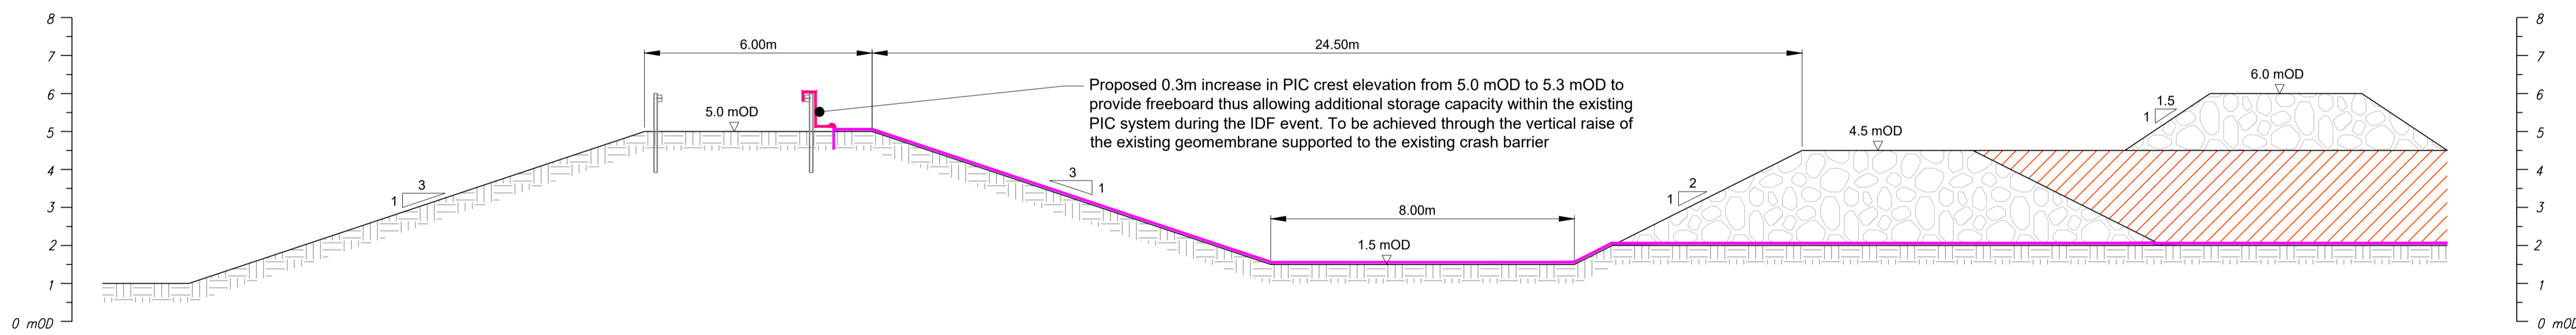 8
8
7
6.00m
24.50m
7
Proposed 0.3m increase in PIC crest elevation from 5.0 mOD to 5.3 mOD to
provide freeboard thus allowing additional storage capacity within the existing
PIC system during the IDF event. To be achieved through the vertical raise of
the existing geomembrane supported to the existing crash barrier
6.0 mOD
6
6
5.0 mOD
1.5
1
4.5 mOD
5
5
4
4
3
1
3
1
2
1
3
3
8.00m
2
1.5 mOD
2
1
1
0 mOD
0 mOD